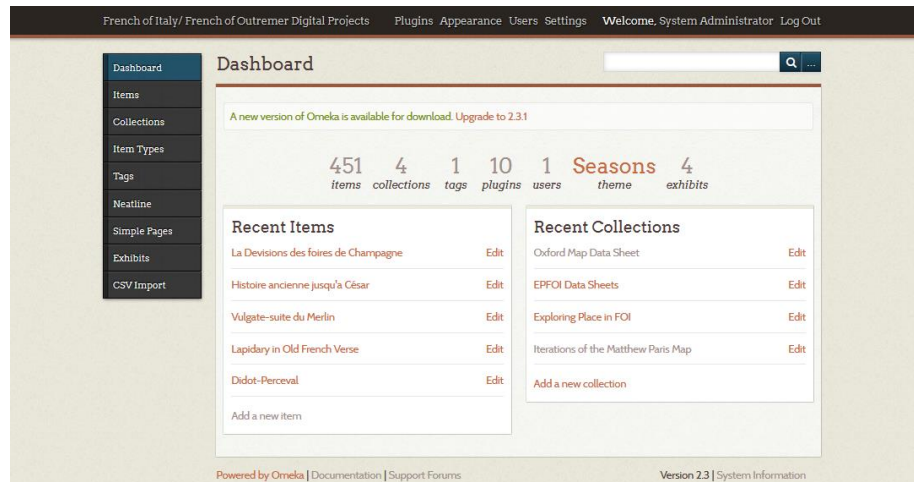 French of Italy/ French of Outremer Digital Projects Plugins Appearance Users Settings Welcome, System Administrator Log Out
Dashboard
Items
Collections
Item Types
Tags
Neatline
Simple Pages
Exhibits
CSV Import
Dashboard
...
A new version of Omeka is available for download. Upgrade to 2.3.1
451 4 1 10 1 Seasons 4
items collections tags plugins users theme exhibits
Recent Items
La Devisions des foires de Champagne Edit
Histoire ancienne jusqu'a César Edit
Vulgate-suite du Merlin Edit
Lapidary in Old French Verse Edit
Didot-Perceval Edit
Add a new item
Recent Collections
Oxford Map Data Sheet Edit
EPFOI Data Sheets Edit
Exploring Place in FOI Edit
Iterations of the Matthew Paris Map Edit
Add a new collection
Powered by Omeka | Documentation | Support Forums Version 2.3 | System Information